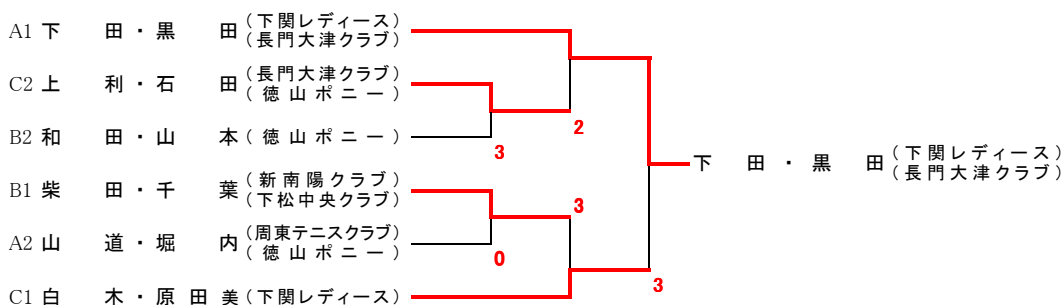 A1 下 田・黒 田 (下関レディース)(長門大津クラブ)
C2 上 利・石 田 (長門大津クラブ)(徳山ポニー)
2
B2 和 田・山 本 (徳山ポニー)
3
下 田・黒 田 (下関レディース)(長門大津クラブ)
B1 柴 田・千 葉 (新南陽クラブ)(下松中央クラブ)
3
A2 山 道・堀 内 (周東テニスクラブ)(徳山ポニー)
0
3
C1 白 木・原 田 美 (下関レディース)